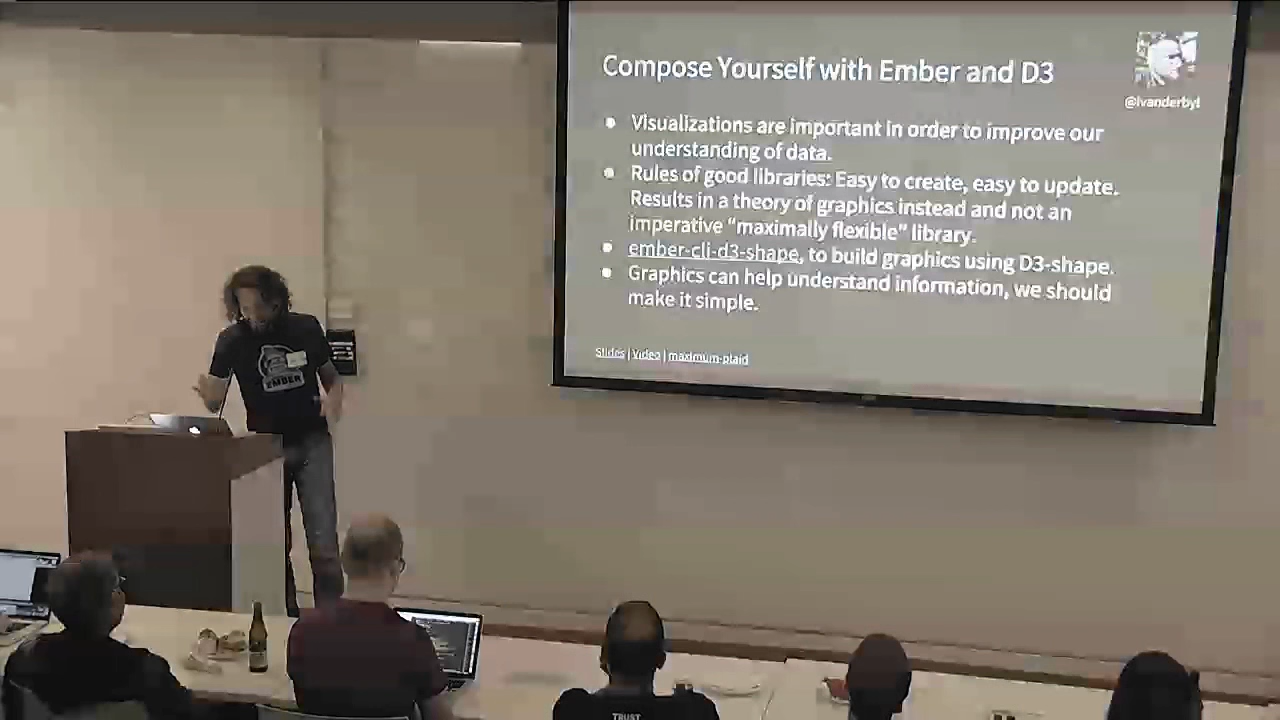 Compose Yourself with Ember and D3
@ivanderbyl
Visualizations are important in order to improve our
understanding of data.
Rules of good libraries: Easy to create, easy to update.
Results in a theory of graphics instead and not an
imperative "maximally flexible" library.
ember-cli-d3-shape, to build graphics using D3-shape.
Graphics can help understand information, we should
make it simple.
Slides | Video | maximum-plaid
EMBER
TRUST